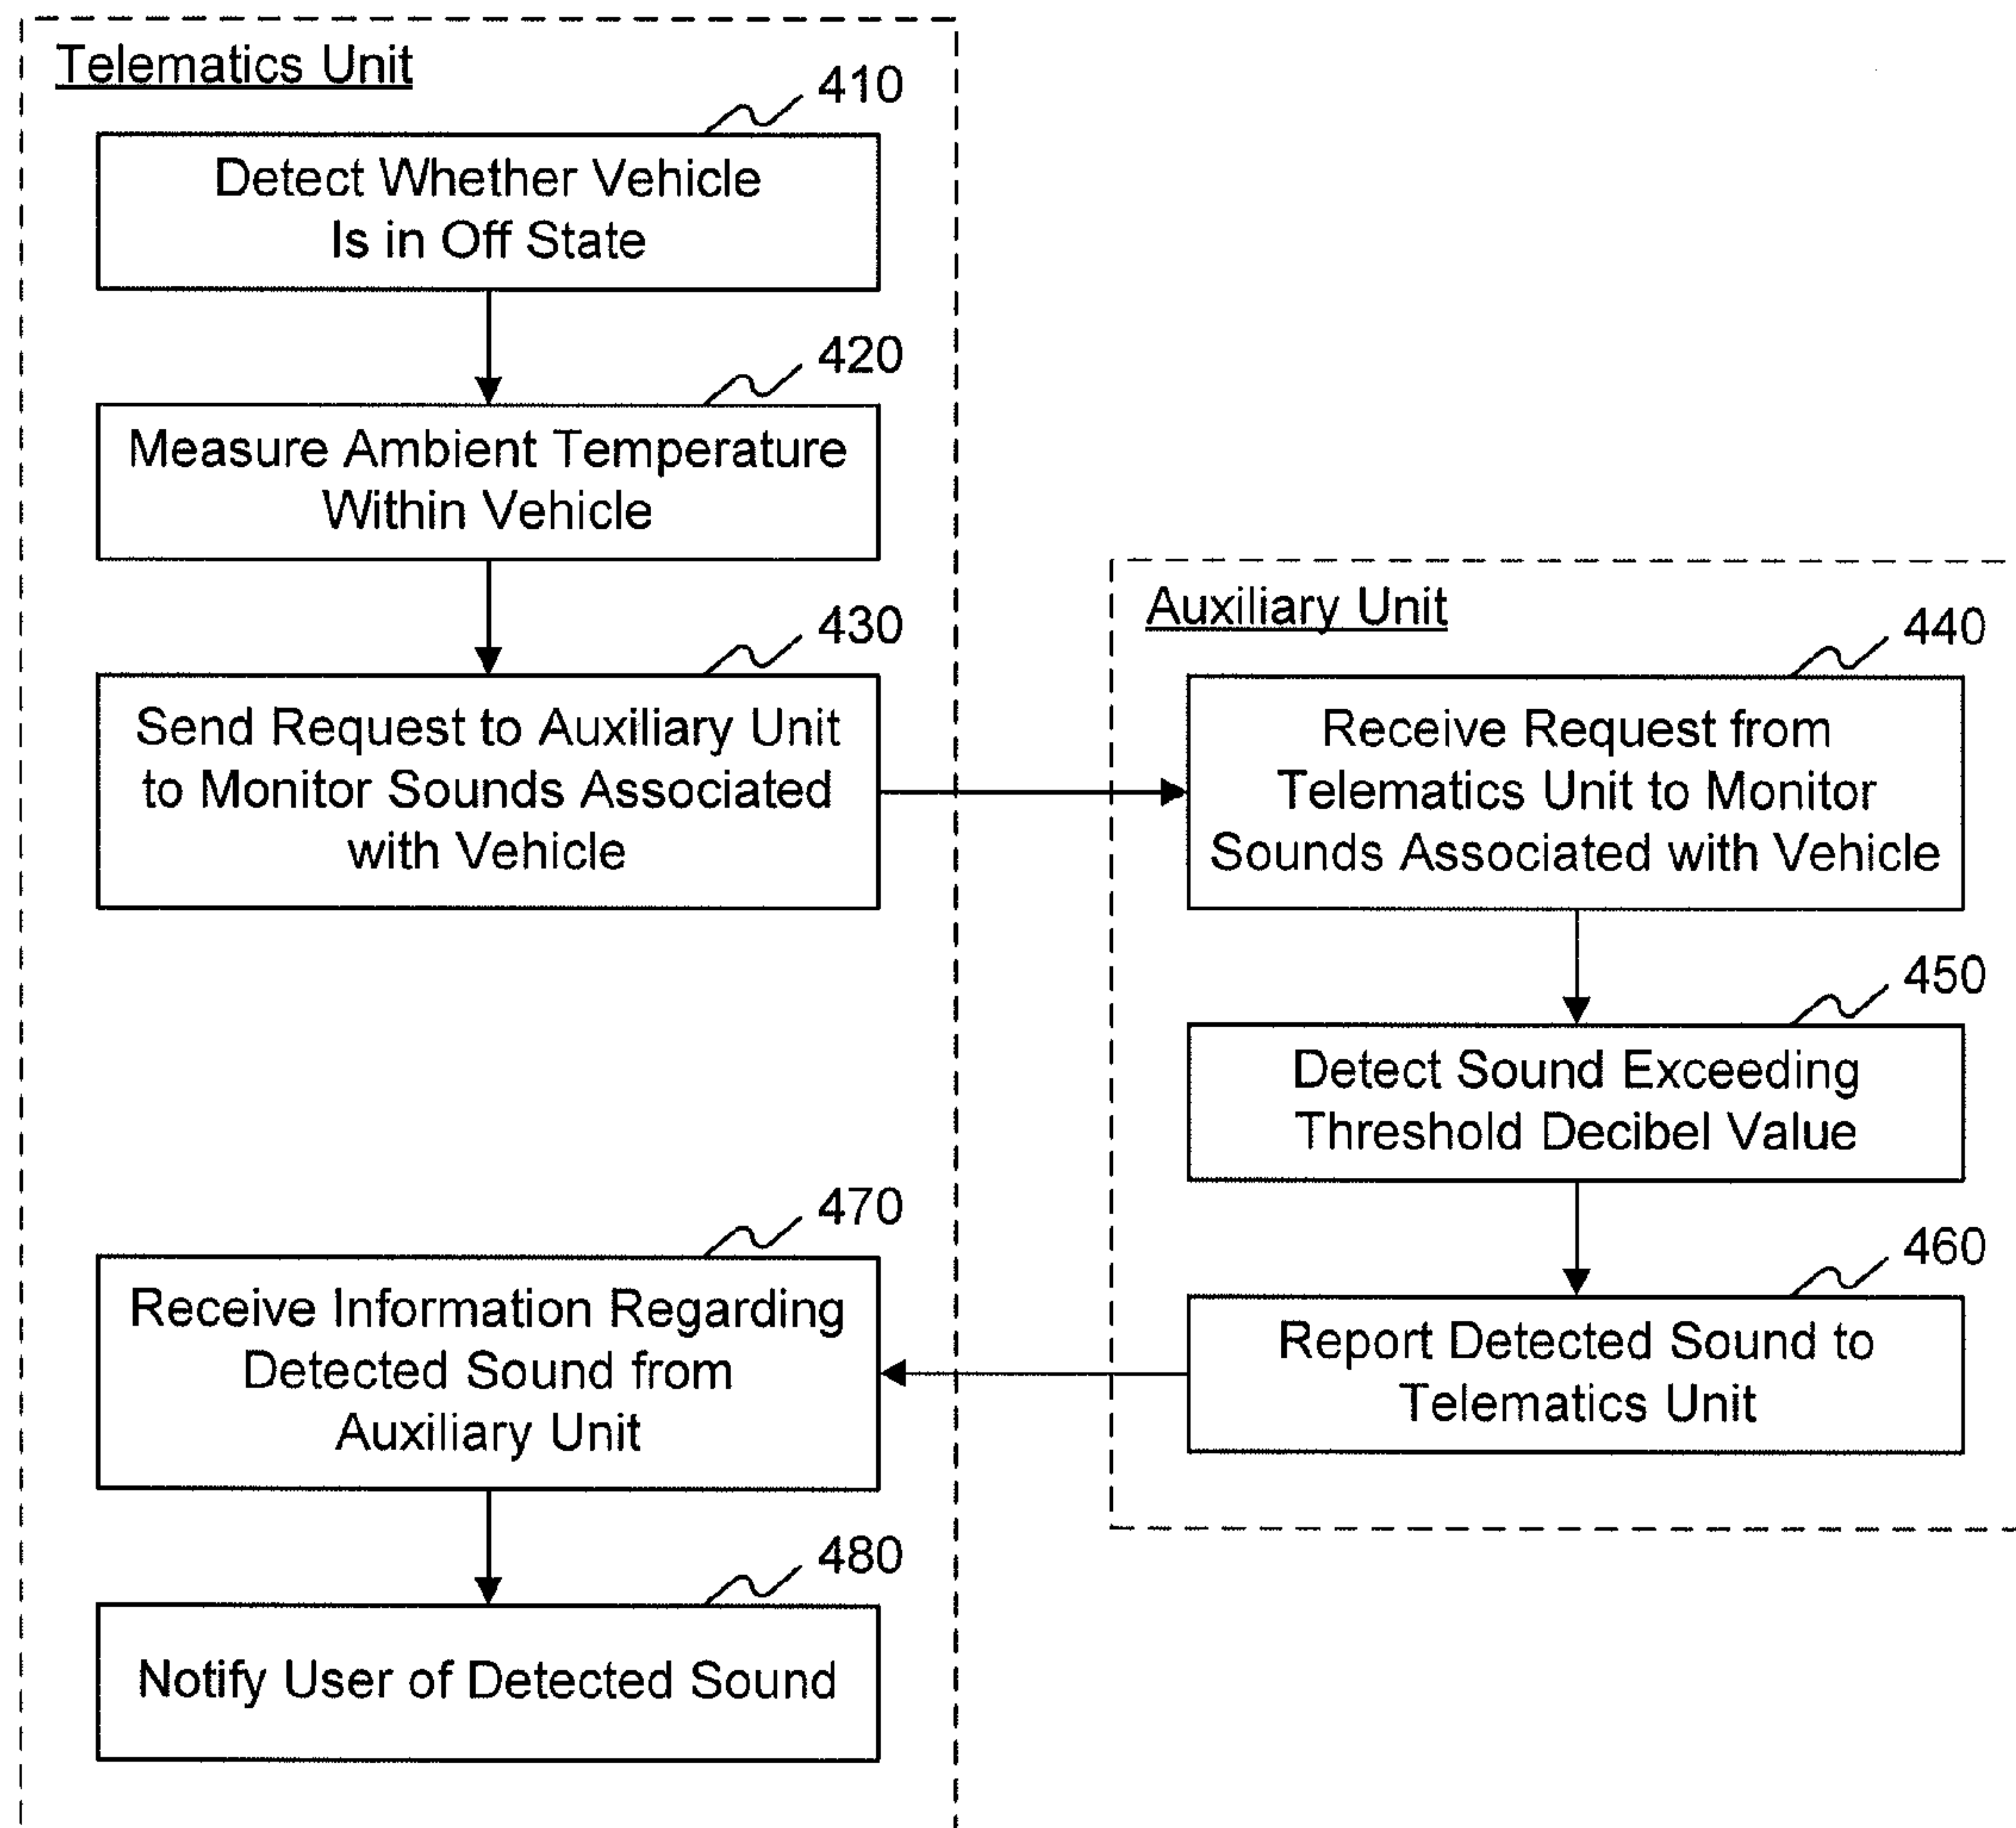 Telematics Unit
410
Detect Whether Vehicle
Is in Off State
420
Measure Ambient Temperature
Within Vehicle
430
Send Request to Auxiliary Unit
to Monitor Sounds Associated
with Vehicle
Auxiliary Unit
440
Receive Request from
Telematics Unit to Monitor
Sounds Associated with Vehicle
450
Detect Sound Exceeding
Threshold Decibel Value
460
Report Detected Sound to
Telematics Unit
470
Receive Information Regarding
Detected Sound from
Auxiliary Unit
480
Notify User of Detected Sound